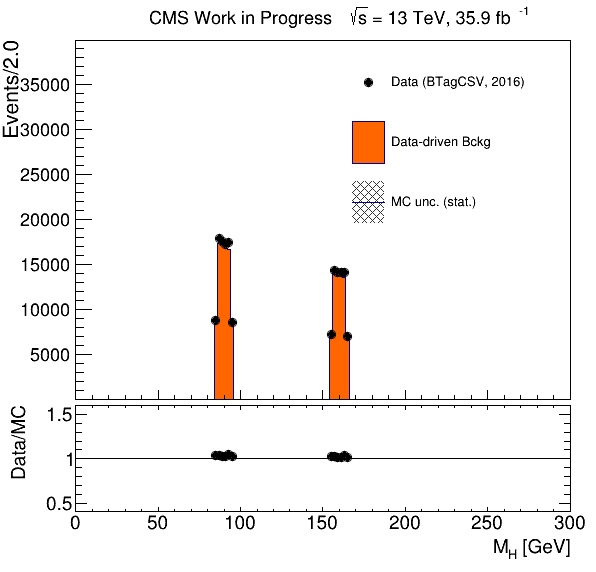 CMS Work in Progress √s = 13 TeV, 35.9 fb -1
Events/2.0
35000
30000
25000
20000
15000
10000
5000
Data (BTagCSV, 2016)
Data-driven Bckg
MC unc. (stat.)
Data/MC
1.5
1
0.5
0 50 100 150 200 250 300
M_H [GeV]